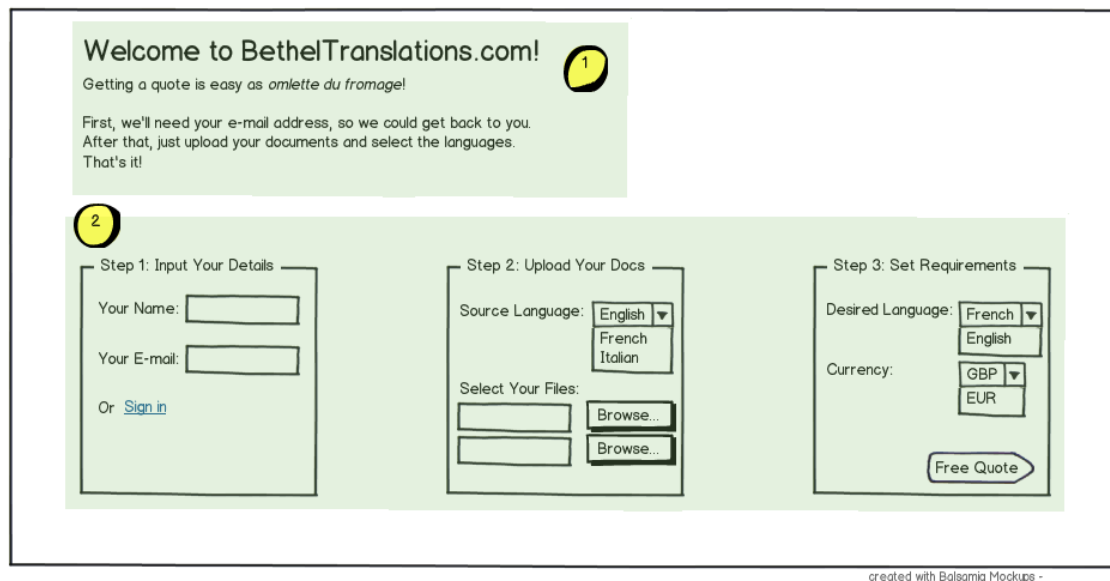 Welcome to BethelTranslations.com!
1
Getting a quote is easy as omlette du fromage!
First, we'll need your e-mail address, so we could get back to you.
After that, just upload your documents and select the languages.
That's it!
2
Step 1: Input Your Details
Your Name:
Your E-mail:
Or Sign in
Step 2: Upload Your Docs
Source Language:
English
French
Italian
Select Your Files:
Browse...
Browse...
Step 3: Set Requirements
Desired Language:
French
English
Currency:
GBP
EUR
Free Quote
created with Balsamiq Mockups -